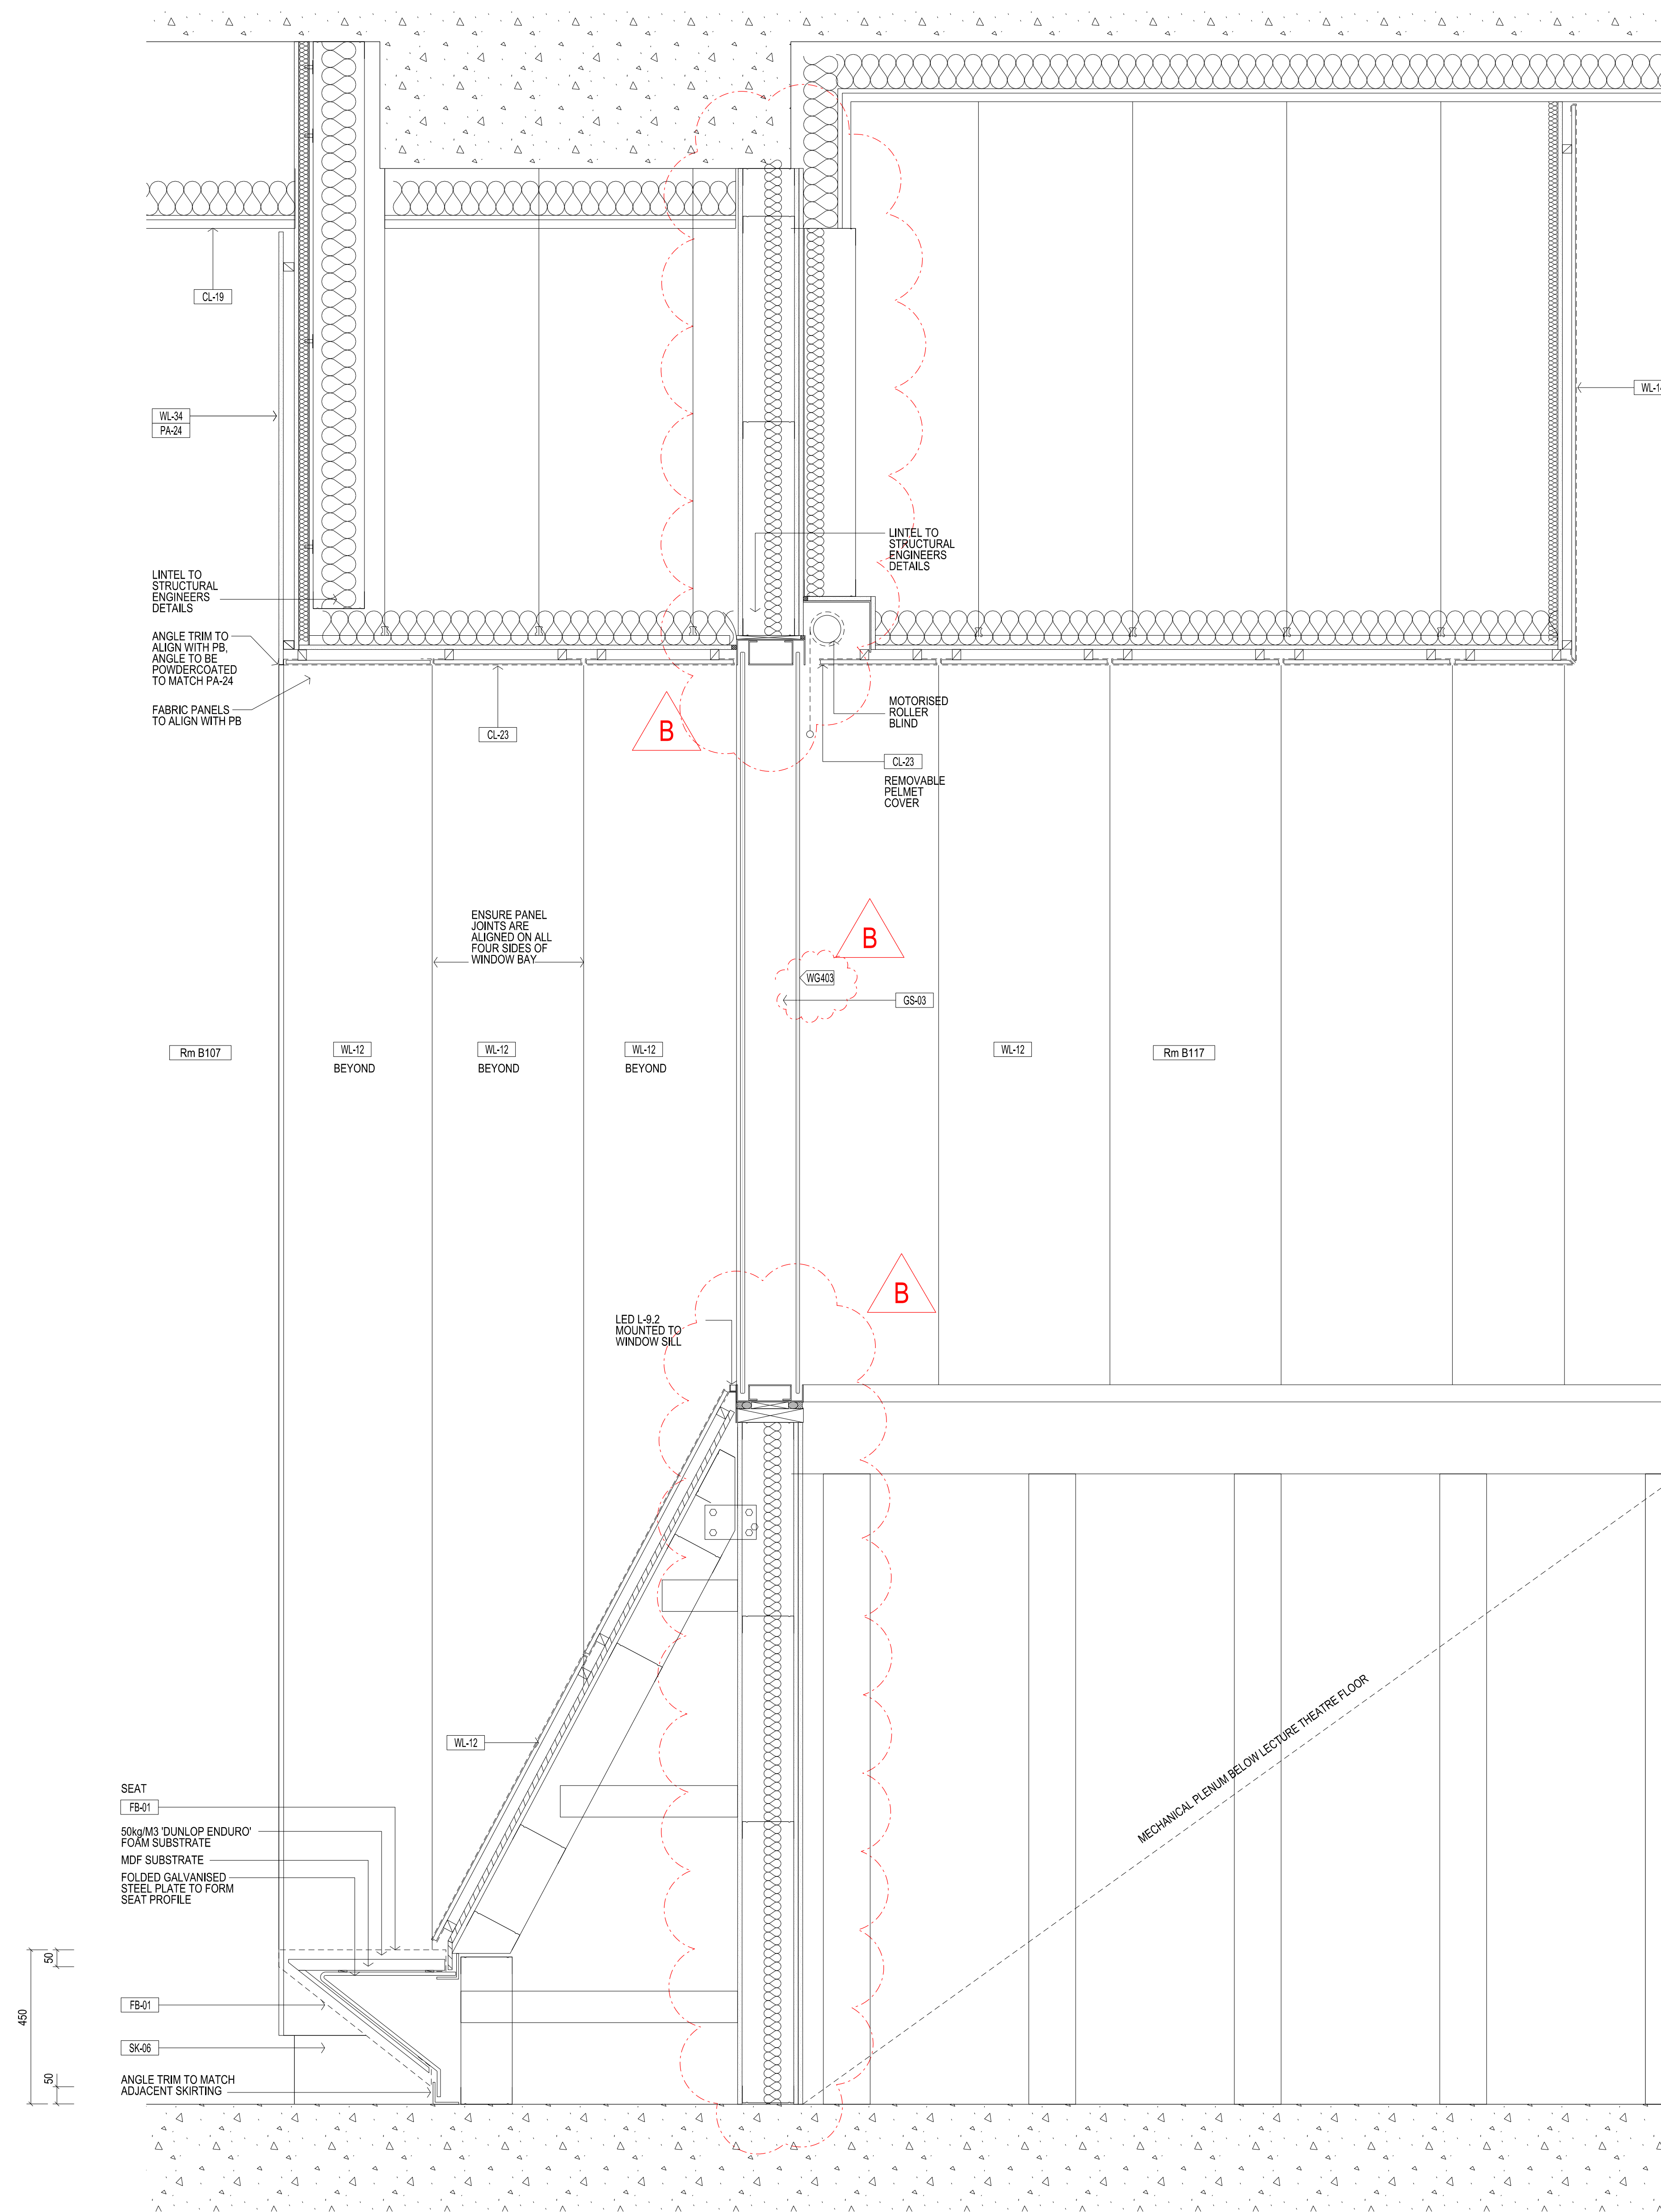 CL-19
WL-34
PA-24
LINTEL TO
STRUCTURAL
ENGINEERS
DETAILS
ANGLE TRIM TO
ALIGN WITH PB,
ANGLE TO BE
POWDERCOATED
TO MATCH PA-24
FABRIC PANELS
TO ALIGN WITH PB
CL-23
B
LINTEL TO
STRUCTURAL
ENGINEERS
DETAILS
MOTORISED
ROLLER
BLIND
CL-23
REMOVABLE
PELMET
COVER
ENSURE PANEL
JOINTS ARE
ALIGNED ON ALL
FOUR SIDES OF
WINDOW BAY
B
WG403
GS-03
Rm B107
WL-12
BEYOND
WL-12
BEYOND
WL-12
BEYOND
WL-12
Rm B117
B
LED L-9.2
MOUNTED TO
WINDOW SILL
WL-12
MECHANICAL PLENUM BELOW LECTURE THEATRE FLOOR
SEAT
FB-01
50kg/M3 'DUNLOP ENDURO'
FOAM SUBSTRATE
MDF SUBSTRATE
FOLDED GALVANISED
STEEL PLATE TO FORM
SEAT PROFILE
50
450
FB-01
SK-06
50
ANGLE TRIM TO MATCH
ADJACENT SKIRTING